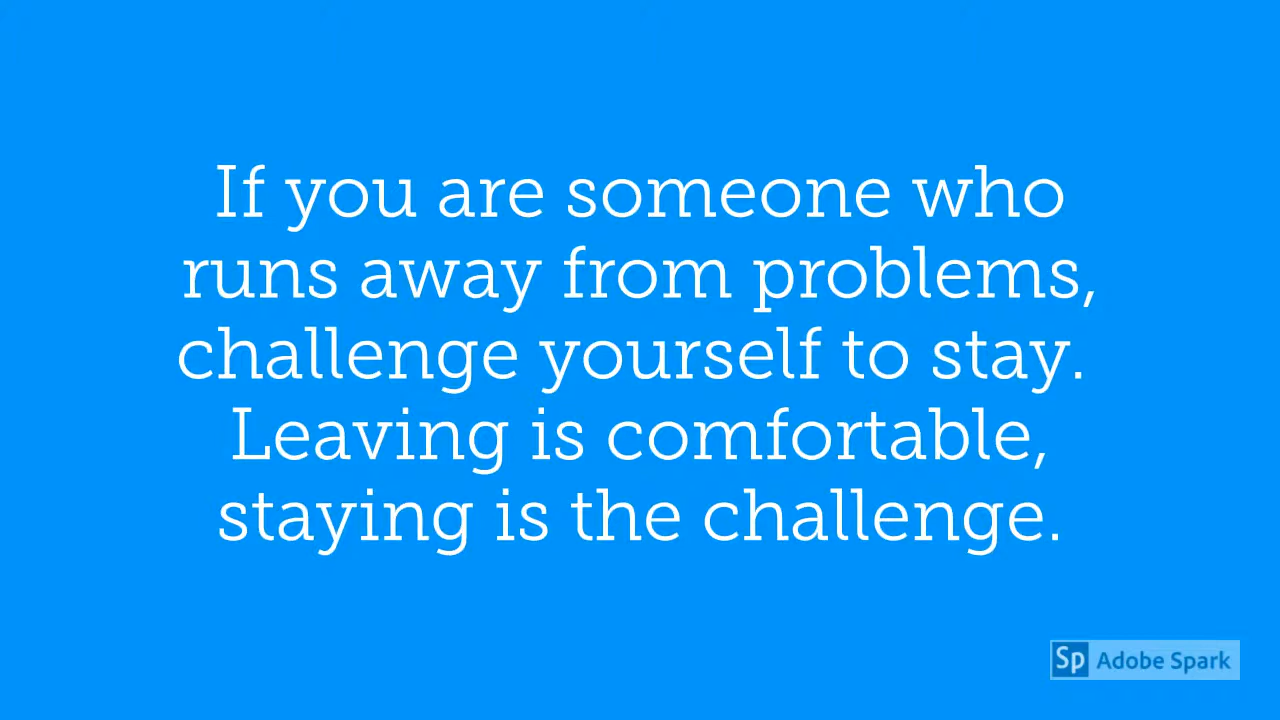 If you are someone who
runs away from problems,
challenge yourself to stay.
Leaving is comfortable,
staying is the challenge.
Sp Adobe Spark